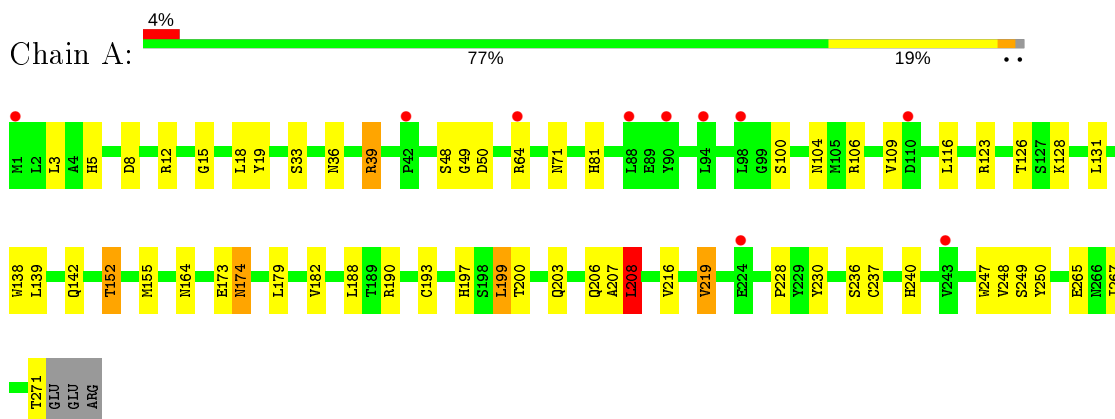 4%
Chain A:
77%
19%
• •
M1 L2 L3 A4 H5 D8 R12 G15 L18 Y19 S33 N36 R39 P42 S48 G49 D50 R64 N71 H81 L88 E89 Y90 L94 L98 G99 S100 N104 M105 R106 V109 D110 L116 R123 T126 S127 K128 L131
W138 L139 Q142 T152 M155 N164 E173 N174 L179 V182 L188 T189 R190 C193 H197 S198 L199 T200 Q203 Q206 A207 L208 V216 V219 E224 P228 Y229 Y230 S236 C237 H240 V243 W247 V248 S249 Y250 E265 N266 I267
T271 GLU GLU ARG